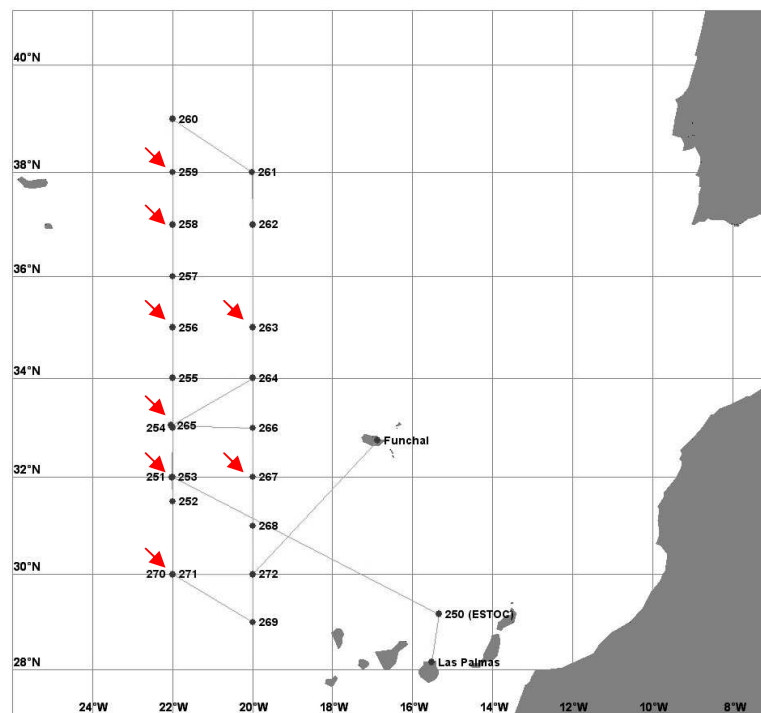 40°N
260
38°N
259
261
258
262
36°N
257
256
263
34°N
255
264
265
254
266
Funchal
32°N
251
253
267
252
268
30°N
270
271
272
250 (ESTOC)
269
28°N
Las Palmas
24°W
22°W
20°W
18°W
16°W
14°W
12°W
10°W
8°W